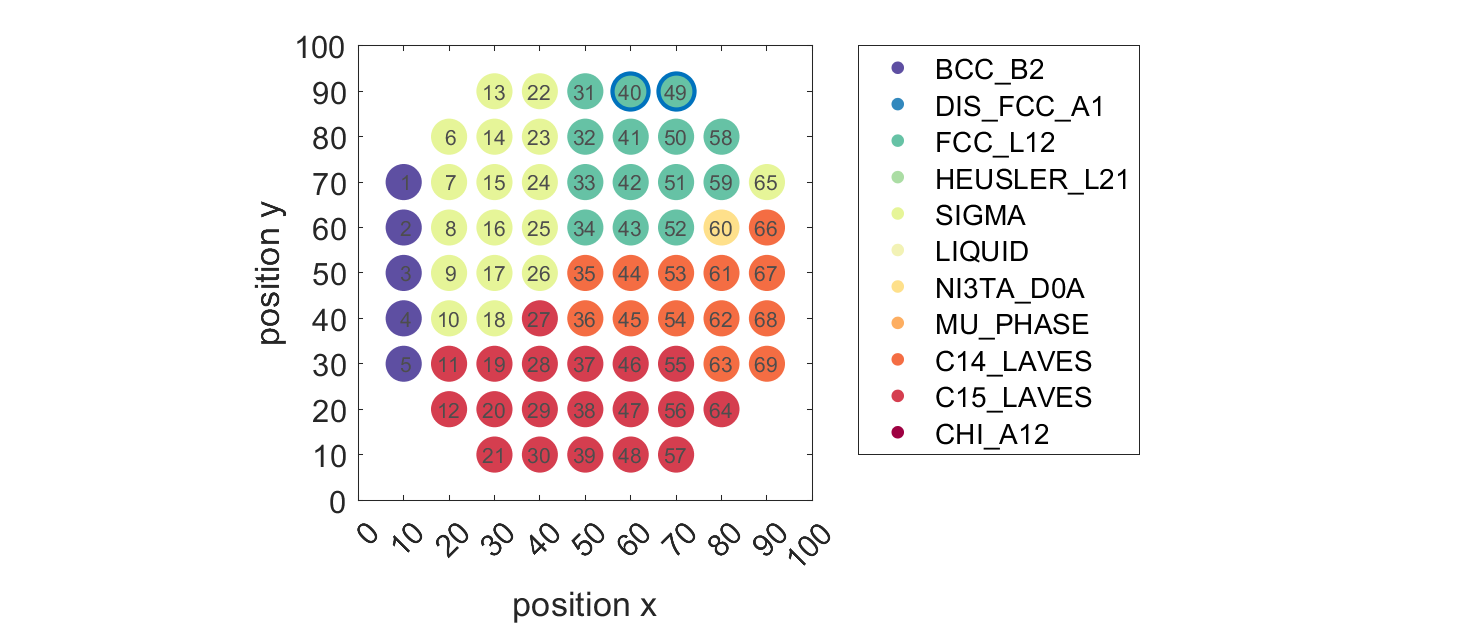 100
90 13 22 31 40 49
80 6 14 23 32 41 50 58
70 1 7 15 24 33 42 51 59 65
60 2 8 16 25 34 43 52 60 66
50 3 9 17 26 35 44 53 61 67
40 4 10 18 27 36 45 54 62 68
30 5 11 19 28 37 46 55 63 69
20 12 20 29 38 47 56 64
10 21 30 39 48 57
0
position y
0 10 20 30 40 50 60 70 80 90 100
position x
BCC_B2
DIS_FCC_A1
FCC_L12
HEUSLER_L21
SIGMA
LIQUID
NI3TA_D0A
MU_PHASE
C14_LAVES
C15_LAVES
CHI_A12